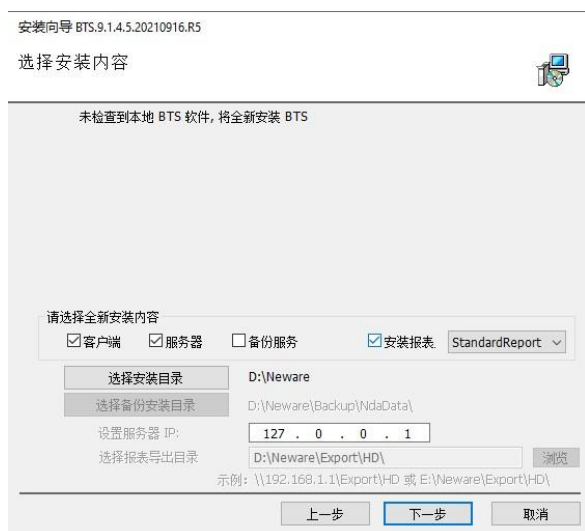 安装向导 BTS.9.1.4.5.20210916.R5
选择安装内容
未检查到本地 BTS 软件, 将全新安装 BTS
请选择全新安装内容
客户端 服务器 备份服务 安装报表 StandardReport
选择安装目录 D:\Neware
选择备份安装目录 D:\Neware\Backup\NdaData\
设置服务器 IP: 127 . 0 . 0 . 1
选择报表导出目录 D:\Neware\Export\HD\ 浏览
示例: \\192.168.1.1\Export\HD 或 E:\Neware\Export\HD\
上一步 下一步 取消